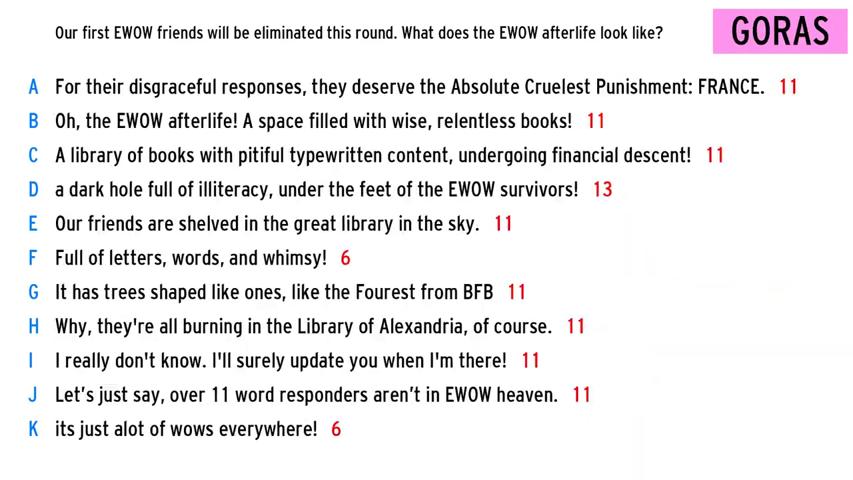 Our first EWOW friends will be eliminated this round. What does the EWOW afterlife look like?
GORAS
A For their disgraceful responses, they deserve the Absolute Cruelest Punishment: FRANCE. 11
B Oh, the EWOW afterlife! A space filled with wise, relentless books! 11
C A library of books with pitiful typewritten content, undergoing financial descent! 11
D a dark hole full of illiteracy, under the feet of the EWOW survivors! 13
E Our friends are shelved in the great library in the sky. 11
F Full of letters, words, and whimsy! 6
G It has trees shaped like ones, like the Fourest from BFB 11
H Why, they're all burning in the Library of Alexandria, of course. 11
I I really don't know. I'll surely update you when I'm there! 11
J Let’s just say, over 11 word responders aren’t in EWOW heaven. 11
K its just alot of wows everywhere! 6